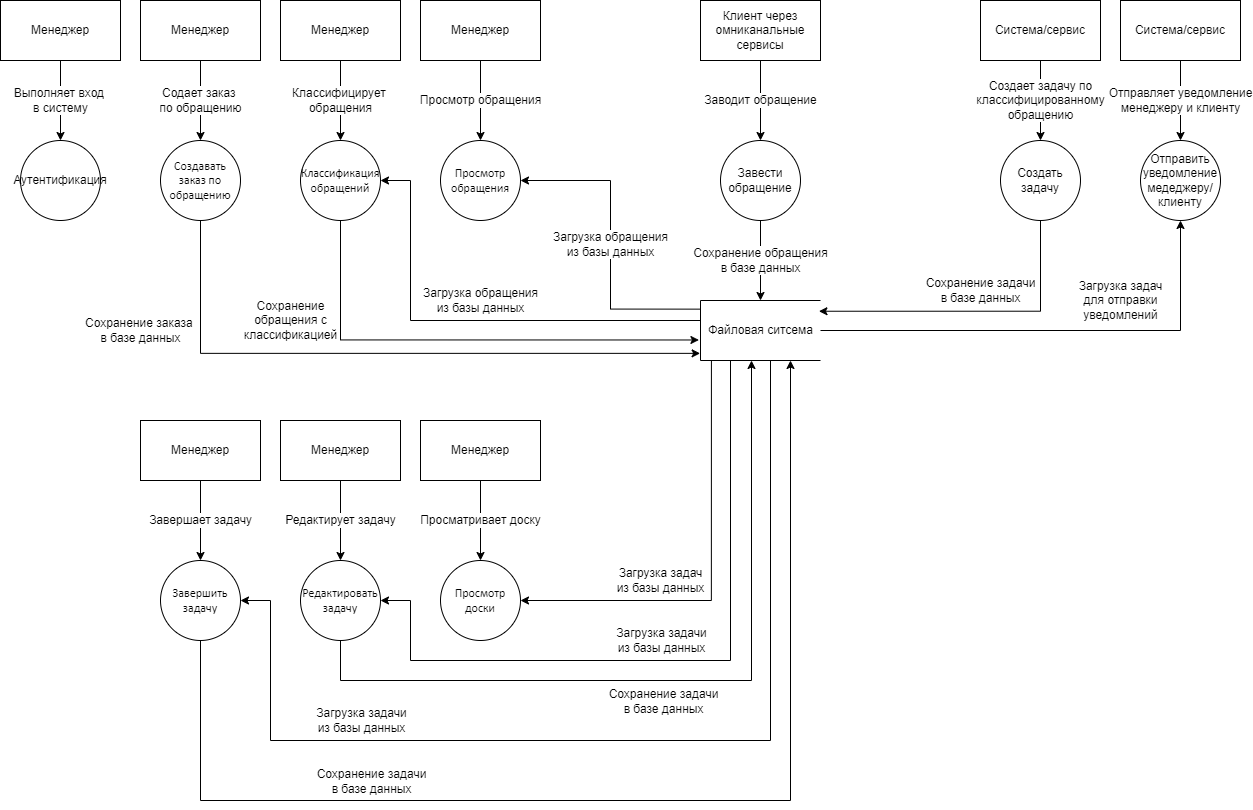 Менеджер
Менеджер
Менеджер
Менеджер
Клиент через
омниканальные
сервисы
Система/сервис
Система/сервис
Выполняет вход
в систему
Содает заказ
по обращению
Классифицирует
обращения
Просмотр обращения
Заводит обращение
Создает задачу по
классифицированному
обращению
Отправляет уведомление
менеджеру и клиенту
Аутентификация
Создавать
заказ по
обращению
Классификация
обращений
Просмотр
обращения
Завести
обращение
Создать
задачу
Отправить
уведомление
медеджеру/
клиенту
Загрузка обращения
из базы данных
Сохранение обращения
в базе данных
Сохранение заказа
в базе данных
Сохранение
обращения с
классификацией
Загрузка обращения
из базы данных
Сохранение задачи
в базе данных
Загрузка задач
для отправки
уведомлений
Файловая ситсема
Менеджер
Менеджер
Менеджер
Завершает задачу
Редактирует задачу
Просматривает доску
Завершить
задачу
Редактировать
задачу
Просмотр
доски
Загрузка задач
из базы данных
Загрузка задачи
из базы данных
Сохранение задачи
в базе данных
Загрузка задачи
из базы данных
Сохранение задачи
в базе данных